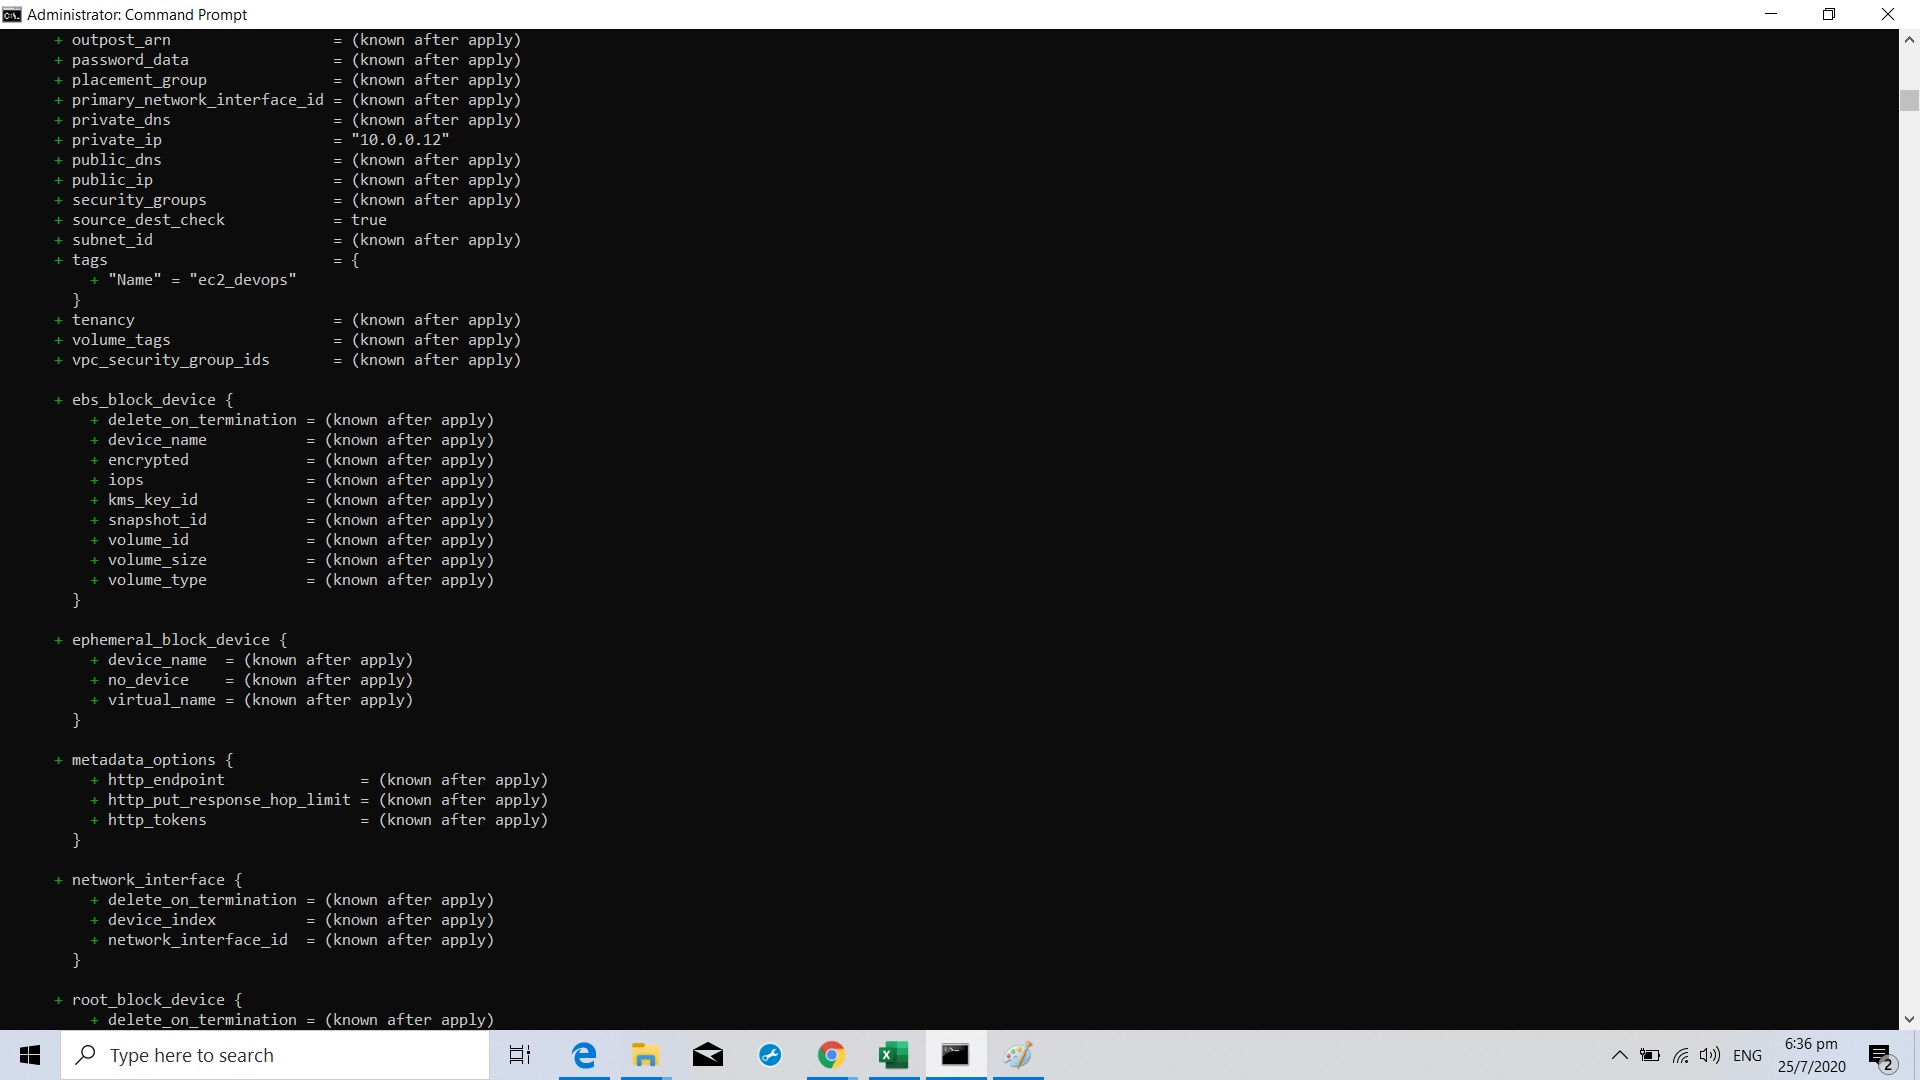 Administrator: Command Prompt
+ outpost_arn = (known after apply)
+ password_data = (known after apply)
+ placement_group = (known after apply)
+ primary_network_interface_id = (known after apply)
+ private_dns = (known after apply)
+ private_ip = "10.0.0.12"
+ public_dns = (known after apply)
+ public_ip = (known after apply)
+ security_groups = (known after apply)
+ source_dest_check = true
+ subnet_id = (known after apply)
+ tags = {
+ "Name" = "ec2_devops"
}
+ tenancy = (known after apply)
+ volume_tags = (known after apply)
+ vpc_security_group_ids = (known after apply)
+ ebs_block_device {
+ delete_on_termination = (known after apply)
+ device_name = (known after apply)
+ encrypted = (known after apply)
+ iops = (known after apply)
+ kms_key_id = (known after apply)
+ snapshot_id = (known after apply)
+ volume_id = (known after apply)
+ volume_size = (known after apply)
+ volume_type = (known after apply)
}
+ ephemeral_block_device {
+ device_name = (known after apply)
+ no_device = (known after apply)
+ virtual_name = (known after apply)
}
+ metadata_options {
+ http_endpoint = (known after apply)
+ http_put_response_hop_limit = (known after apply)
+ http_tokens = (known after apply)
}
+ network_interface {
+ delete_on_termination = (known after apply)
+ device_index = (known after apply)
+ network_interface_id = (known after apply)
}
+ root_block_device {
+ delete_on_termination = (known after apply)
Type here to search
ENG
6:36 pm
25/7/2020
2